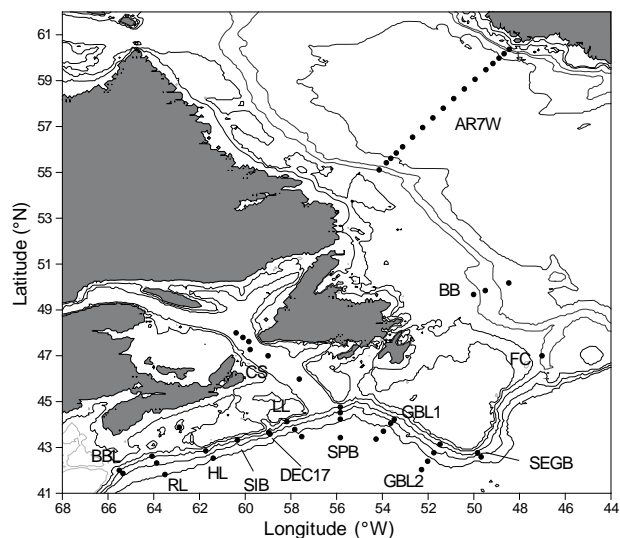 61
59
57
55
53
51
49
47
45
43
41
Latitude (°N)
AR7W
BB
FC
CS
LL
GBL1
BBL
SPB
SEGB
DEC17
GBL2
HL
RL
SIB
68 66 64 62 60 58 56 54 52 50 48 46 44
Longitude (°W)